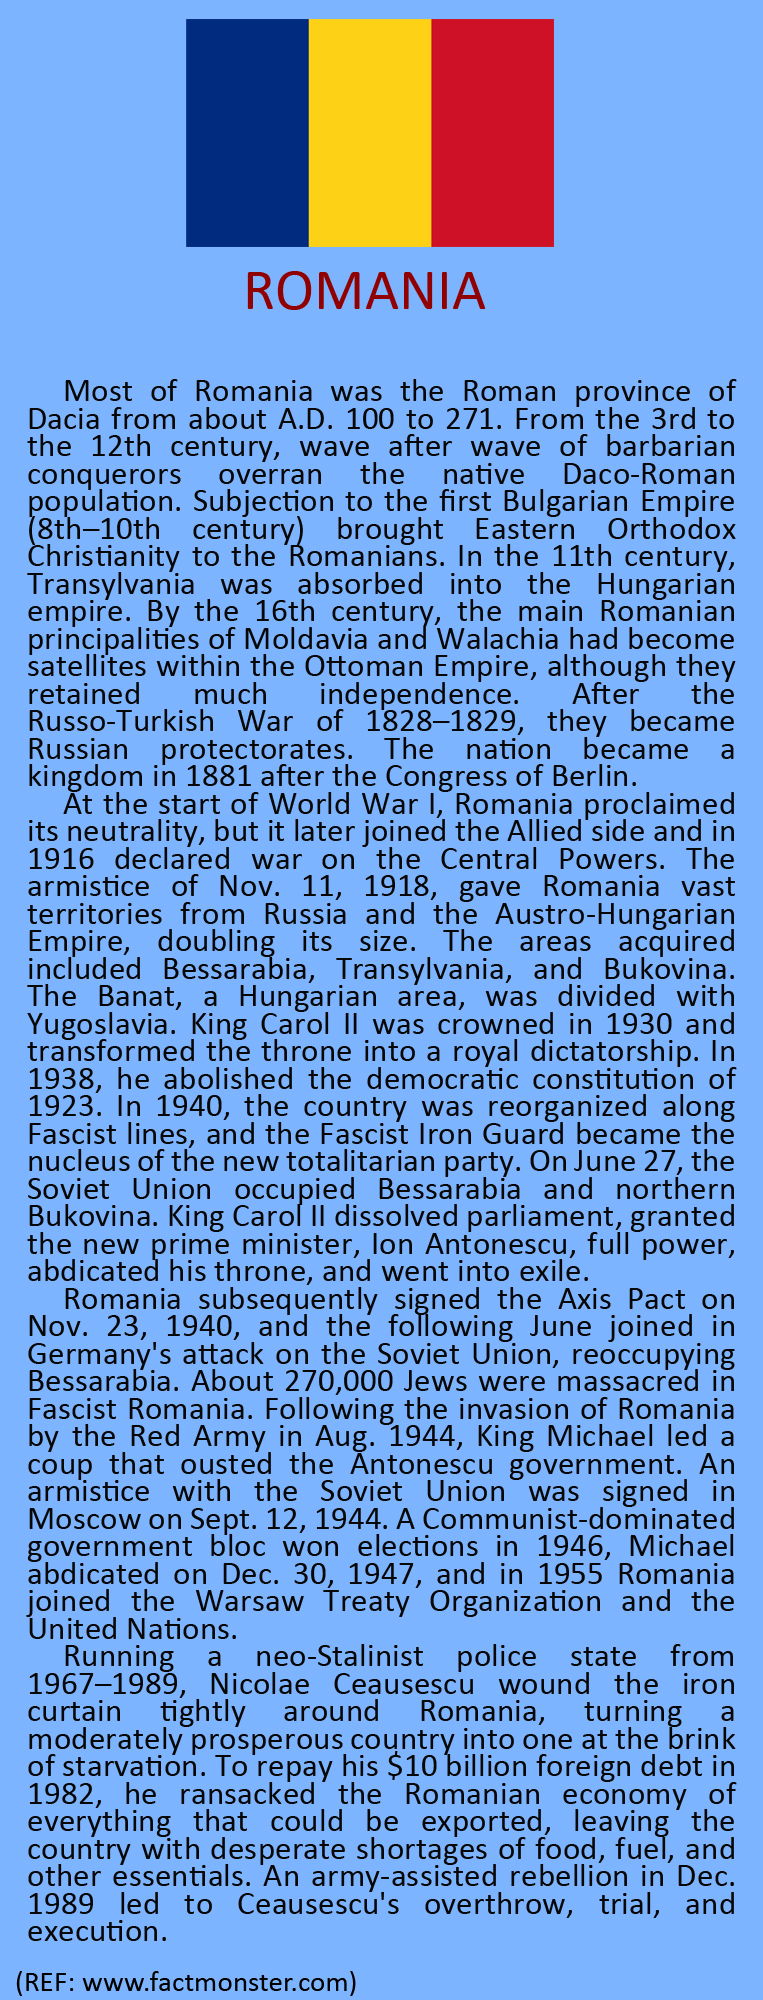 ROMANIA
Most of Romania was the Roman province of
Dacia from about A.D. 100 to 271. From the 3rd to
the 12th century, wave after wave of barbarian
conquerors overran the native Daco-Roman
population. Subjection to the first Bulgarian Empire
(8th–10th century) brought Eastern Orthodox
Christianity to the Romanians. In the 11th century,
Transylvania was absorbed into the Hungarian
empire. By the 16th century, the main Romanian
principalities of Moldavia and Walachia had become
satellites within the Ottoman Empire, although they
retained much independence. After the
Russo-Turkish War of 1828–1829, they became
Russian protectorates. The nation became a
kingdom in 1881 after the Congress of Berlin.
At the start of World War I, Romania proclaimed
its neutrality, but it later joined the Allied side and in
1916 declared war on the Central Powers. The
armistice of Nov. 11, 1918, gave Romania vast
territories from Russia and the Austro-Hungarian
Empire, doubling its size. The areas acquired
included Bessarabia, Transylvania, and Bukovina.
The Banat, a Hungarian area, was divided with
Yugoslavia. King Carol II was crowned in 1930 and
transformed the throne into a royal dictatorship. In
1938, he abolished the democratic constitution of
1923. In 1940, the country was reorganized along
Fascist lines, and the Fascist Iron Guard became the
nucleus of the new totalitarian party. On June 27, the
Soviet Union occupied Bessarabia and northern
Bukovina. King Carol II dissolved parliament, granted
the new prime minister, Ion Antonescu, full power,
abdicated his throne, and went into exile.
Romania subsequently signed the Axis Pact on
Nov. 23, 1940, and the following June joined in
Germany's attack on the Soviet Union, reoccupying
Bessarabia. About 270,000 Jews were massacred in
Fascist Romania. Following the invasion of Romania
by the Red Army in Aug. 1944, King Michael led a
coup that ousted the Antonescu government. An
armistice with the Soviet Union was signed in
Moscow on Sept. 12, 1944. A Communist-dominated
government bloc won elections in 1946, Michael
abdicated on Dec. 30, 1947, and in 1955 Romania
joined the Warsaw Treaty Organization and the
United Nations.
Running a neo-Stalinist police state from
1967–1989, Nicolae Ceausescu wound the iron
curtain tightly around Romania, turning a
moderately prosperous country into one at the brink
of starvation. To repay his $10 billion foreign debt in
1982, he ransacked the Romanian economy of
everything that could be exported, leaving the
country with desperate shortages of food, fuel, and
other essentials. An army-assisted rebellion in Dec.
1989 led to Ceausescu's overthrow, trial, and
execution.
(REF: www.factmonster.com)